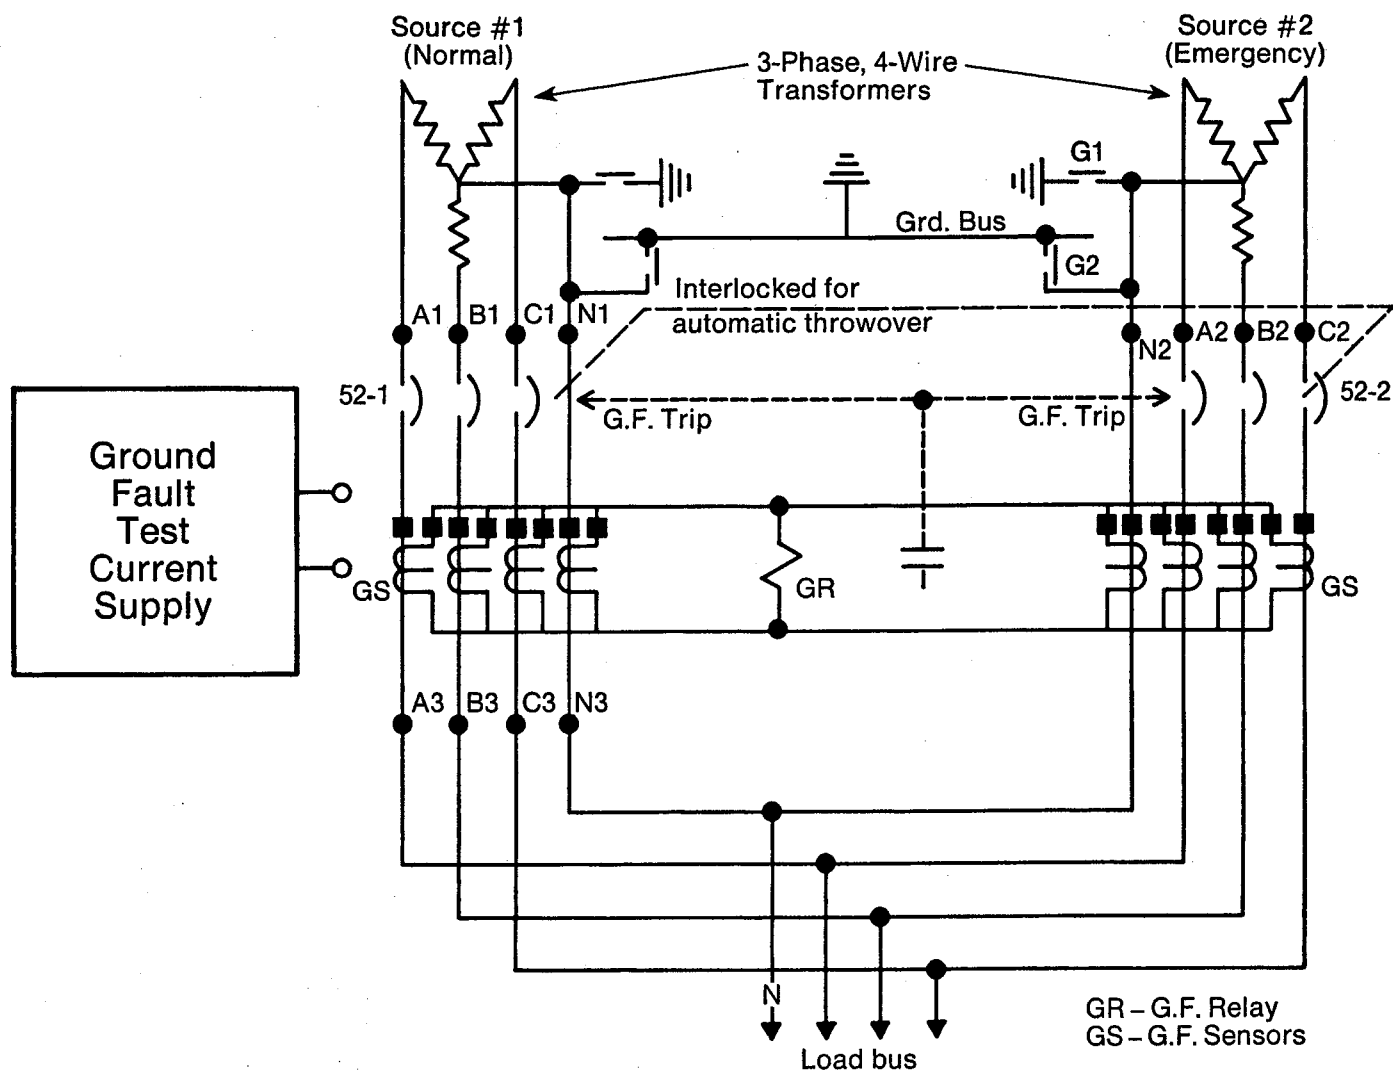 Source #1
(Normal)
Source #2
(Emergency)
3-Phase, 4-Wire
Transformers
G1
Grd. Bus
G2
Interlocked for
automatic throwover
A1 B1 C1 N1
N2 A2 B2 C2
52-1
52-2
G.F. Trip
G.F. Trip
Ground
Fault
Test
Current
Supply
GS
GR
GS
A3 B3 C3 N3
N
Load bus
GR – G.F. Relay
GS – G.F. Sensors